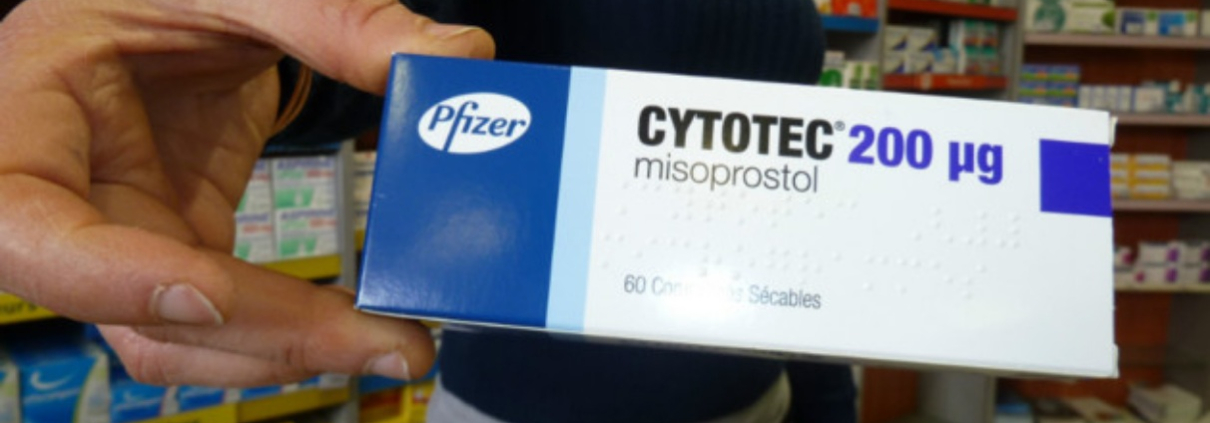 Pfizer
CYTOTEC® 200 µg
misoprostol
60 Sécables